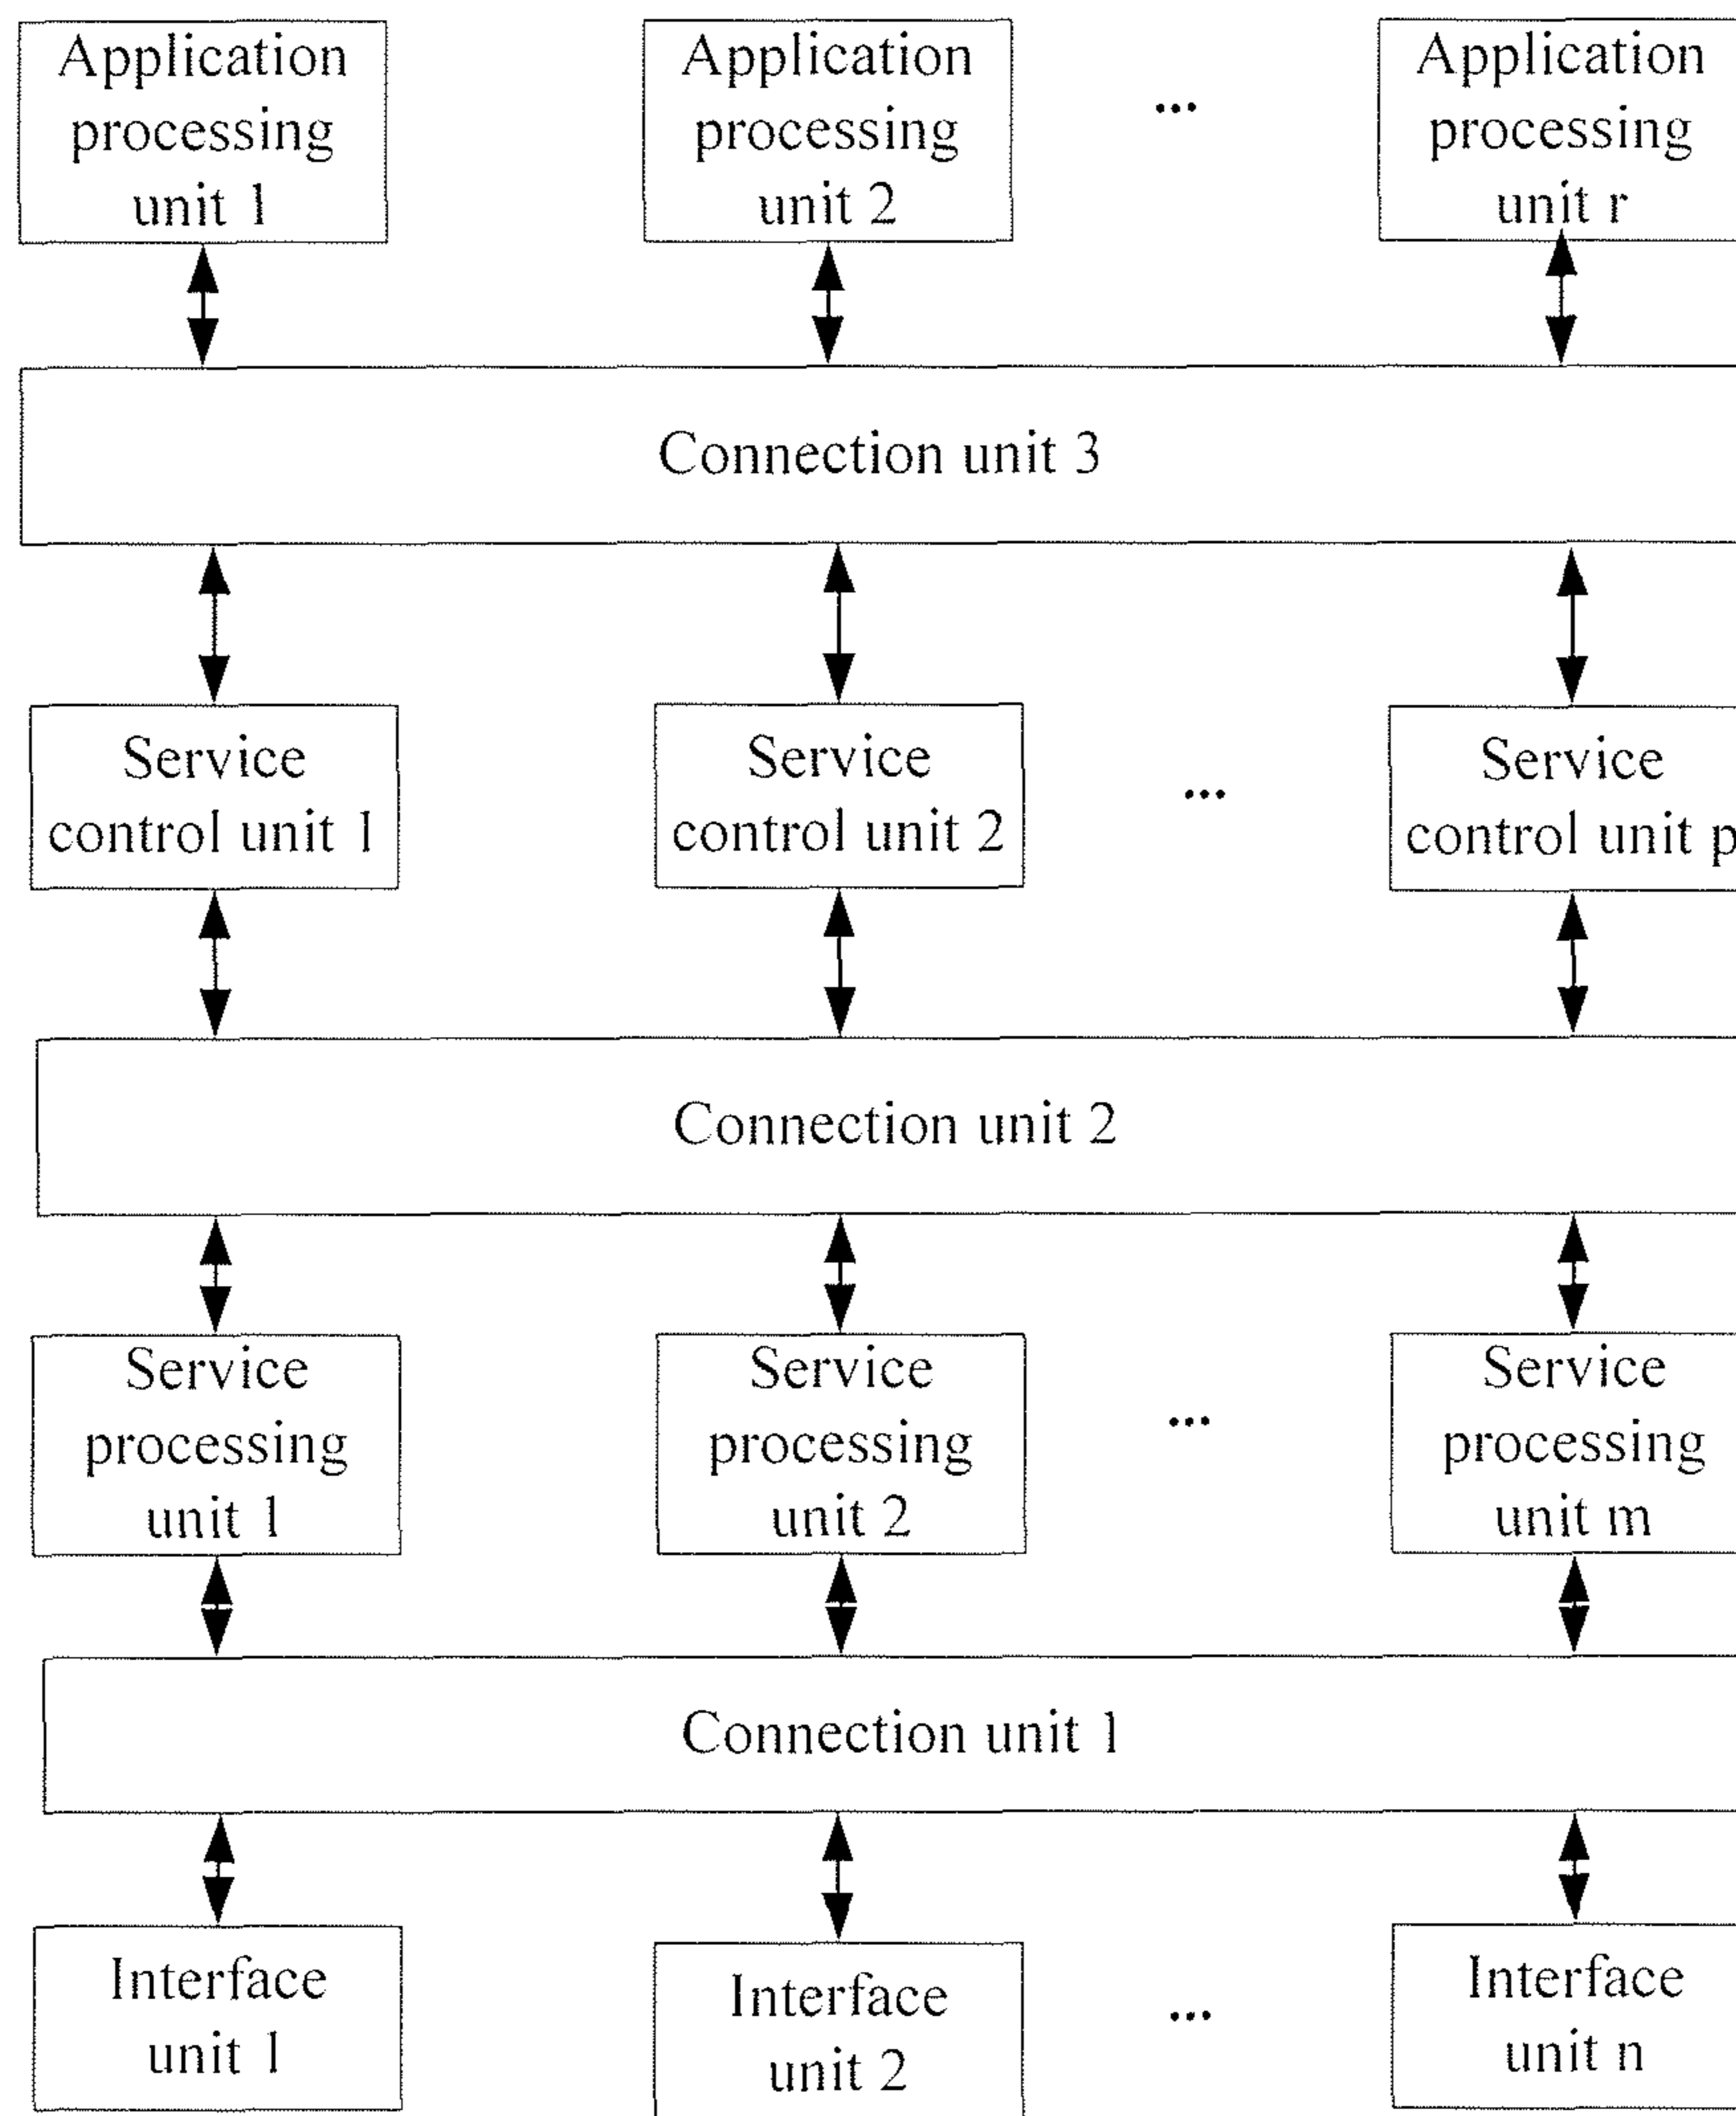 Application
processing
unit 1
Application
processing
unit 2
...
Application
processing
unit r
Connection unit 3
Service
control unit 1
Service
control unit 2
...
Service
control unit p
Connection unit 2
Service
processing
unit 1
Service
processing
unit 2
...
Service
processing
unit m
Connection unit 1
Interface
unit 1
Interface
unit 2
...
Interface
unit n